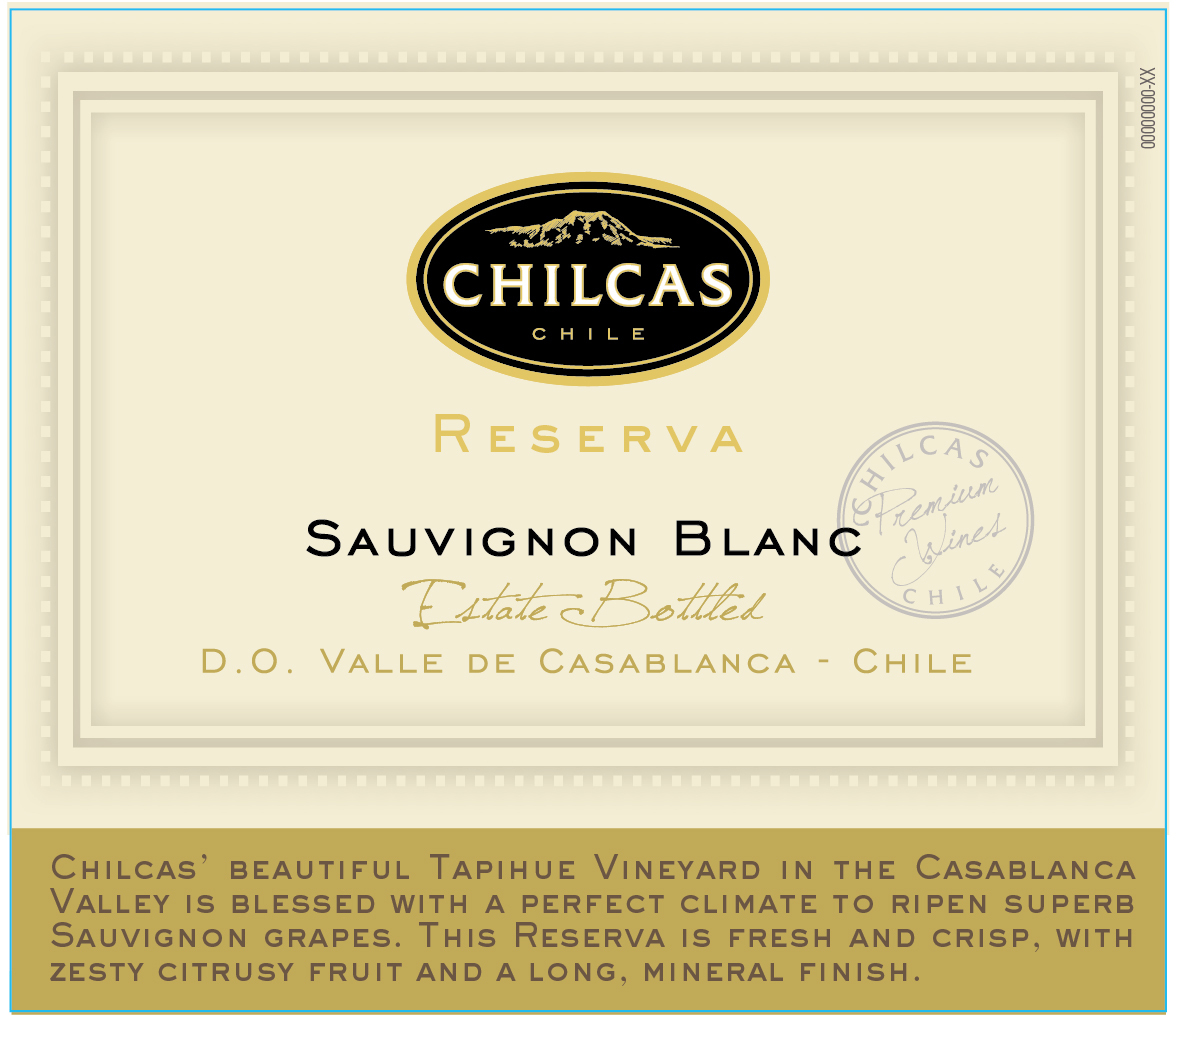 XX-00000000
CHILCAS
CHILE
RESERVA
CHILCAS
Premium
Wines
CHILE
SAUVIGNON BLANC
Estate Bottled
D.O. VALLE DE CASABLANCA - CHILE
CHILCAS' BEAUTIFUL TAPIHUE VINEYARD IN THE CASABLANCA
VALLEY IS BLESSED WITH A PERFECT CLIMATE TO RIPEN SUPERB
SAUVIGNON GRAPES. THIS RESERVA IS FRESH AND CRISP, WITH
ZESTY CITRUSY FRUIT AND A LONG, MINERAL FINISH.